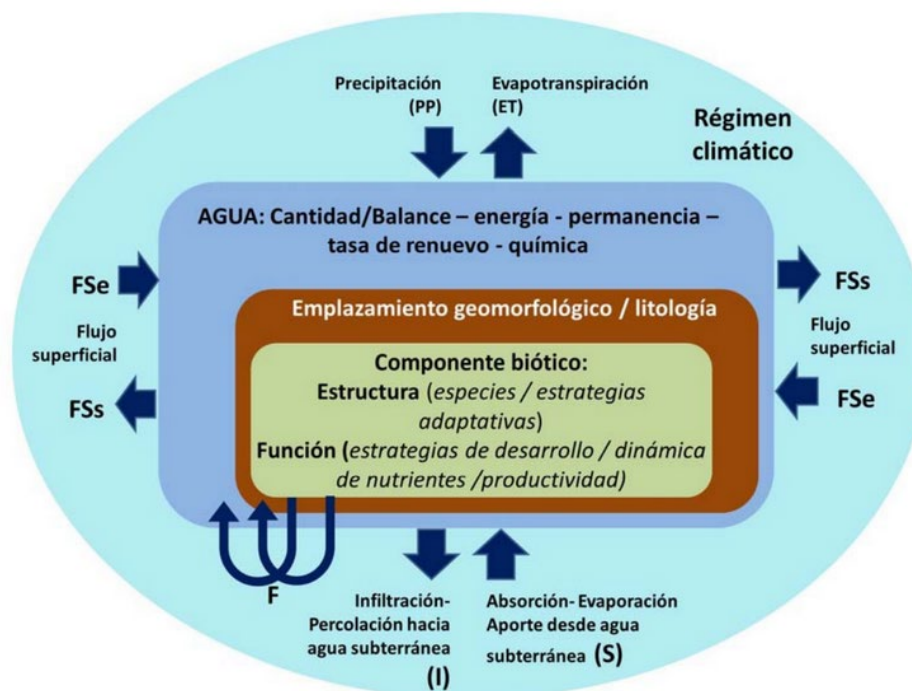 Precipitación
(PP)
Evapotranspiración
(ET)
Régimen
climático
AGUA: Cantidad/Balance – energía - permanencia –
tasa de renuevo - química
FSe
Flujo
superficial
FSs
FSs
Flujo
superficial
FSe
Emplazamiento geomorfológico / litología
Componente biótico:
Estructura (especies / estrategias
adaptativas)
Función (estrategias de desarrollo / dinámica
de nutrientes /productividad)
F
Infiltración-
Percolación hacia
agua subterránea
(I)
Absorción- Evaporación
Aporte desde agua
subterránea (S)